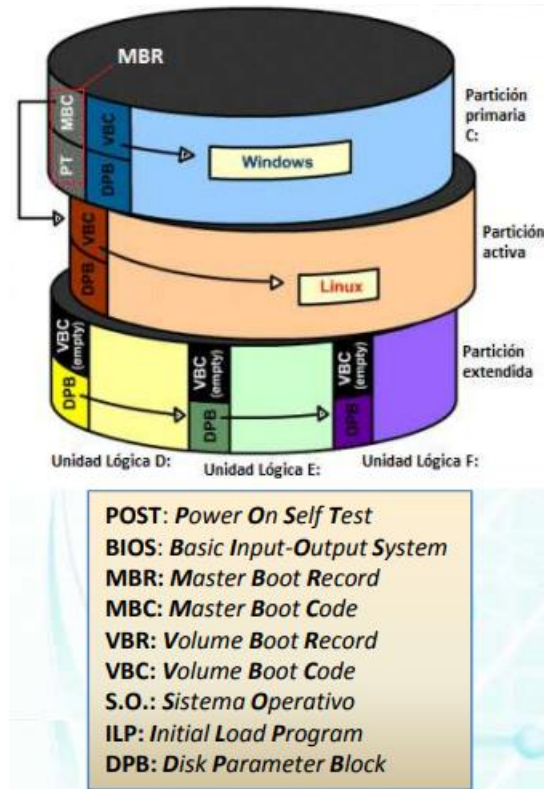 MBR
MBC
PT
VBC
DPB
Windows
Partición
primaria
C:
VBC
DPB
Linux
Partición
activa
VBC
(empty)
DPB
VBC
(empty)
DPB
VBC
(empty)
DPB
Partición
extendida
Unidad Lógica D:
Unidad Lógica E:
Unidad Lógica F:
POST: Power On Self Test
BIOS: Basic Input-Output System
MBR: Master Boot Record
MBC: Master Boot Code
VBR: Volume Boot Record
VBC: Volume Boot Code
S.O.: Sistema Operativo
ILP: Initial Load Program
DPB: Disk Parameter Block